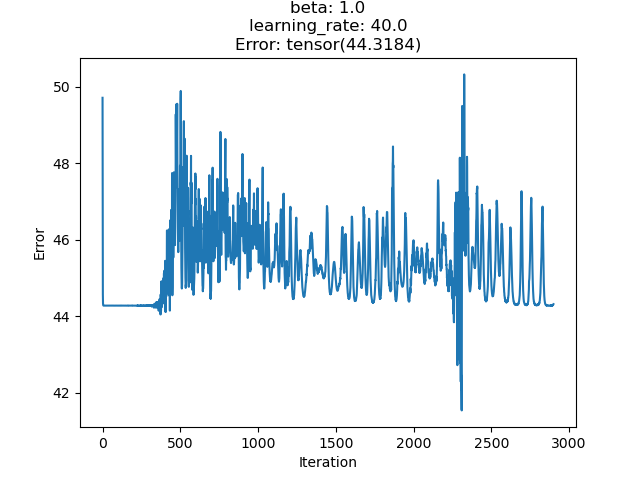 beta: 1.0
learning_rate: 40.0
Error: tensor(44.3184)
50
48
46
44
42
Error
0 500 1000 1500 2000 2500 3000
Iteration